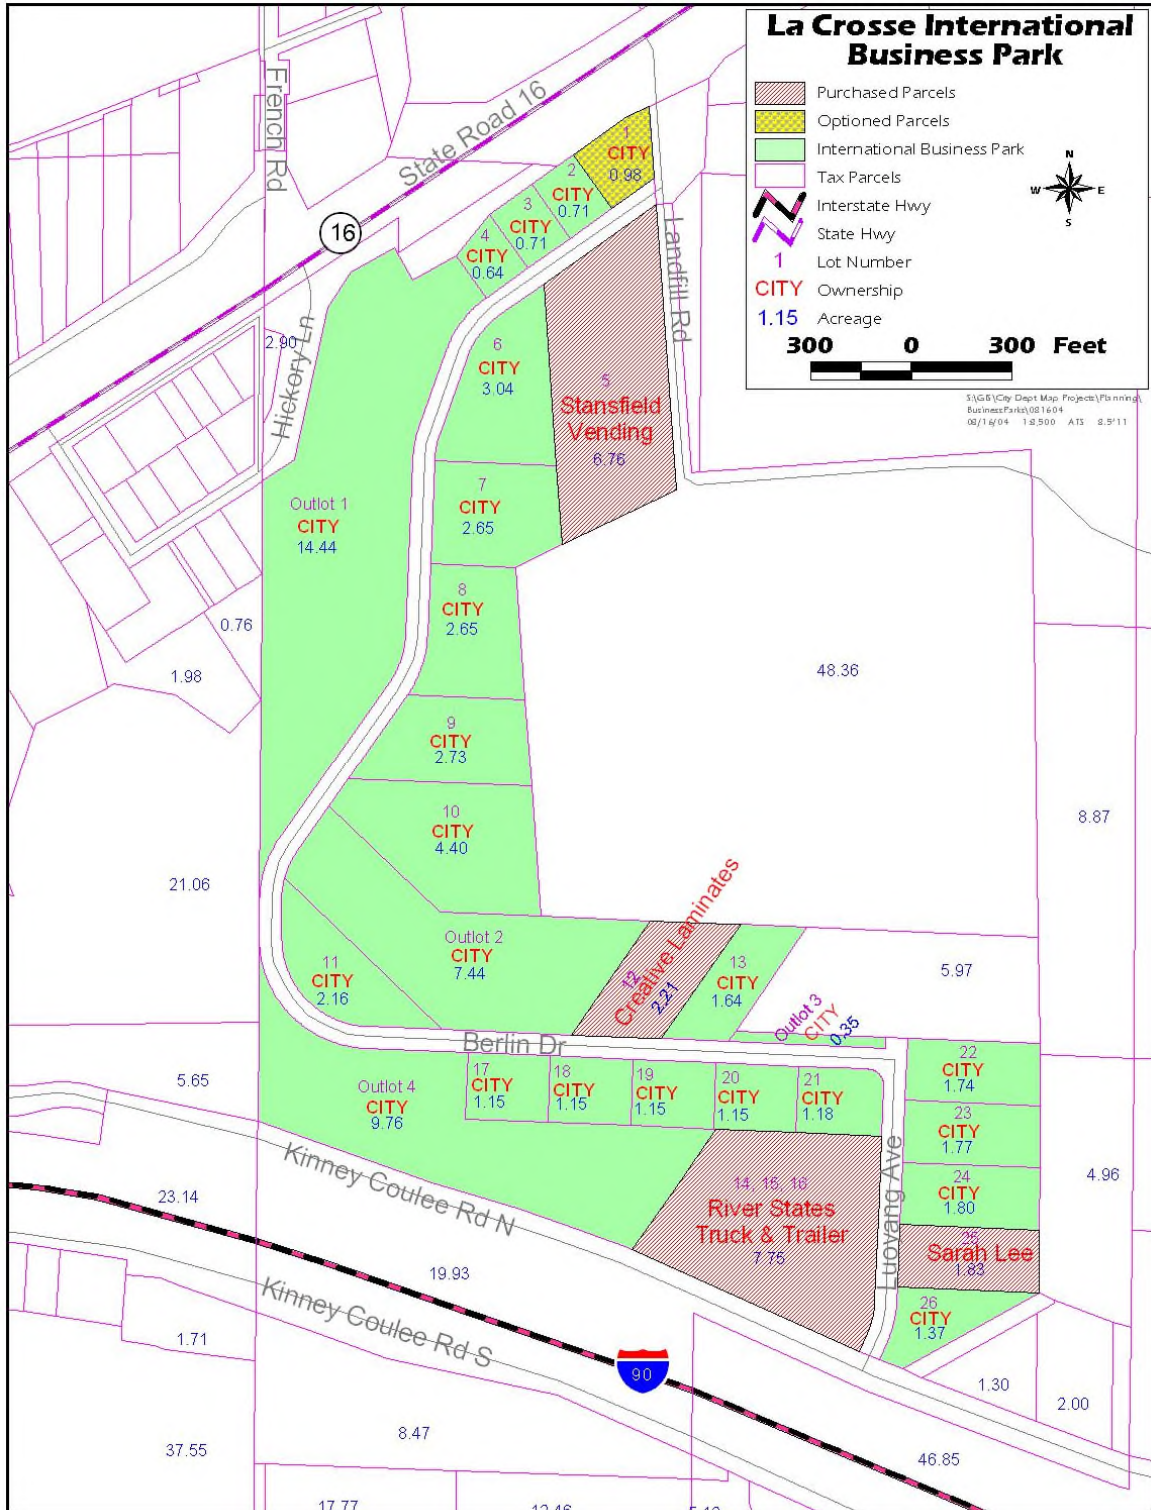 La Crosse International
Business Park
Purchased Parcels
Optioned Parcels
International Business Park
Tax Parcels
Interstate Hwy
State Hwy
1 Lot Number
CITY Ownership
1.15 Acreage
300 0 300 Feet
N
W E
S
08/16/04 1:8,500 ATS 8.5*11
French Rd
State Road 16
16
Landfill Rd
Hickory Ln
2.90
1
CITY
0.98
2
CITY
0.71
3
CITY
0.71
4
CITY
0.64
5
Stansfield
Vending
6.76
6
CITY
3.04
7
CITY
2.65
Outlot 1
CITY
14.44
8
CITY
2.65
0.76
1.98
48.36
9
CITY
2.73
10
CITY
4.40
8.87
21.06
Outlot 2
CITY
7.44
11
CITY
2.16
12
Creative Laminates
2.21
13
CITY
1.64
5.97
Outlot 3
CITY
0.35
Berlin Dr
5.65
Outlot 4
CITY
9.76
17
CITY
1.15
18
CITY
1.15
19
CITY
1.15
20
CITY
1.15
21
CITY
1.18
22
CITY
1.74
23
CITY
1.77
24
CITY
1.80
25
Sarah Lee
1.83
26
CITY
1.37
4.96
Luoyang Ave
14, 15, 16
River States
Truck & Trailer
7.75
Kinney Coulee Rd N
23.14
19.93
Kinney Coulee Rd S
90
1.71
1.30
2.00
8.47
37.55
46.85
17.77